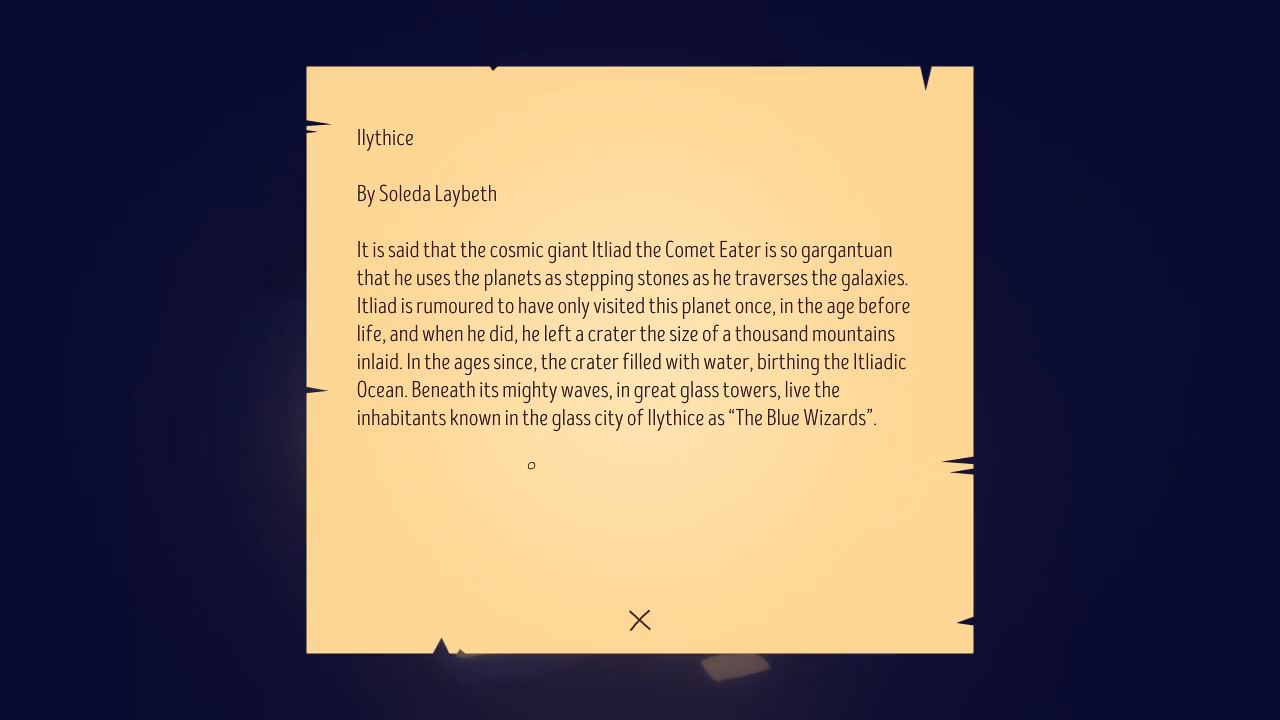 Ilythice
By Soleda Laybeth
It is said that the cosmic giant Itliad the Comet Eater is so gargantuan
that he uses the planets as stepping stones as he traverses the galaxies.
Itliad is rumoured to have only visited this planet once, in the age before
life, and when he did, he left a crater the size of a thousand mountains
inlaid. In the ages since, the crater filled with water, birthing the Itliadic
Ocean. Beneath its mighty waves, in great glass towers, live the
inhabitants known in the glass city of Ilythice as “The Blue Wizards”.